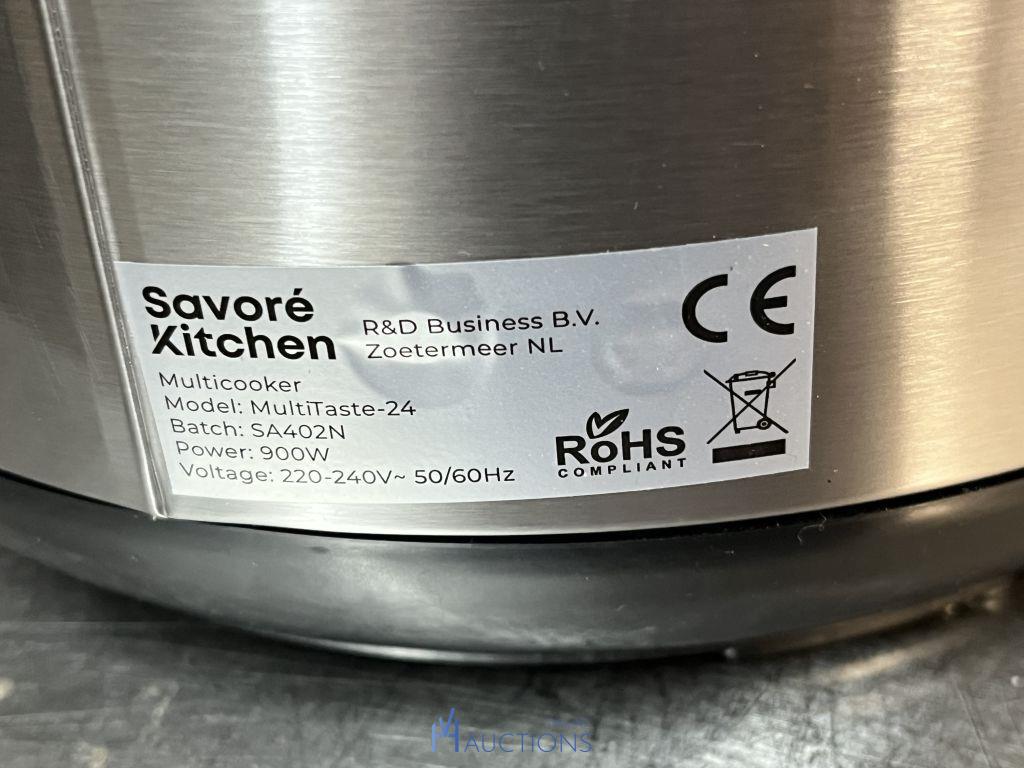 Savoré
Kitchen
R&D Business B.V.
Zoetermeer NL
CE
Multicooker
Model: MultiTaste-24
Batch: SA402N
Power: 900W
Voltage: 220-240V~ 50/60Hz
RoHS
COMPLIANT
AUCTIONS